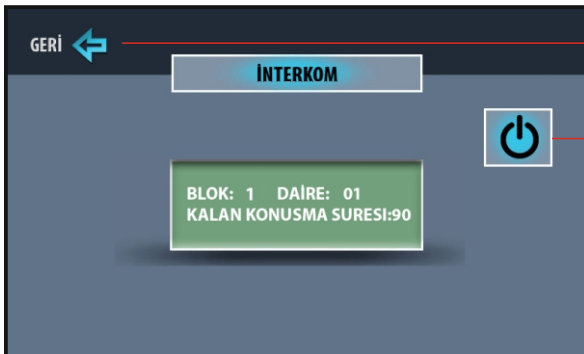 GERİ
İNTERKOM
BLOK: 1 DAİRE: 01
KALAN KONUSMA SURESI:90